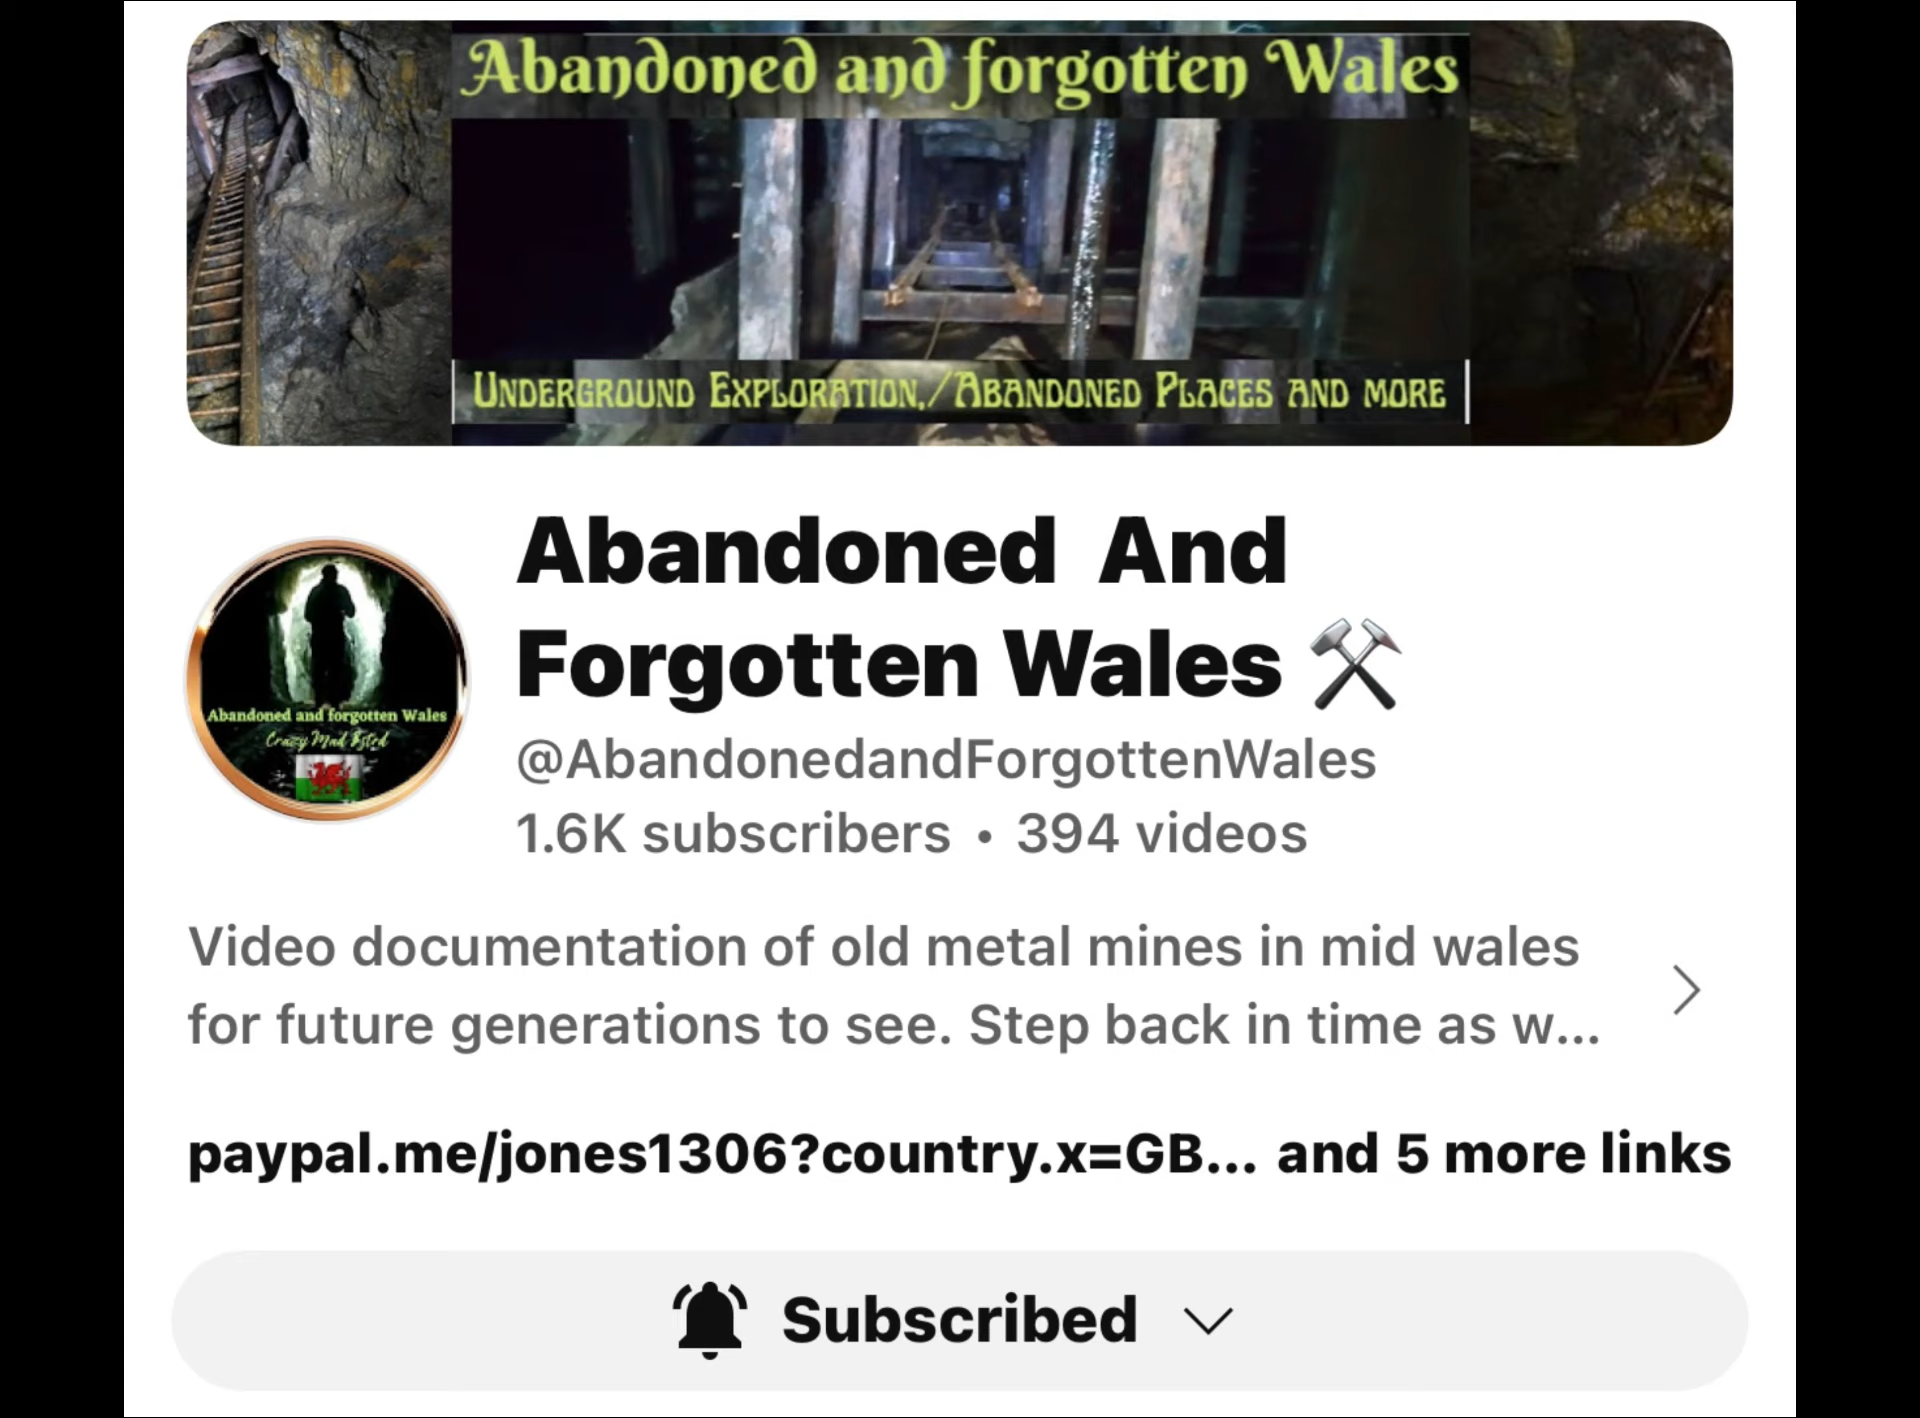 Abandoned and forgotten Wales
Underground Exploration,/Abandoned Places and more
Abandoned And
Forgotten Wales
@AbandonedandForgottenWales
1.6K subscribers • 394 videos
Abandoned and forgotten Wales
Crazy Mad Bstrd
Video documentation of old metal mines in mid wales
for future generations to see. Step back in time as w...
paypal.me/jones1306?country.x=GB... and 5 more links
Subscribed